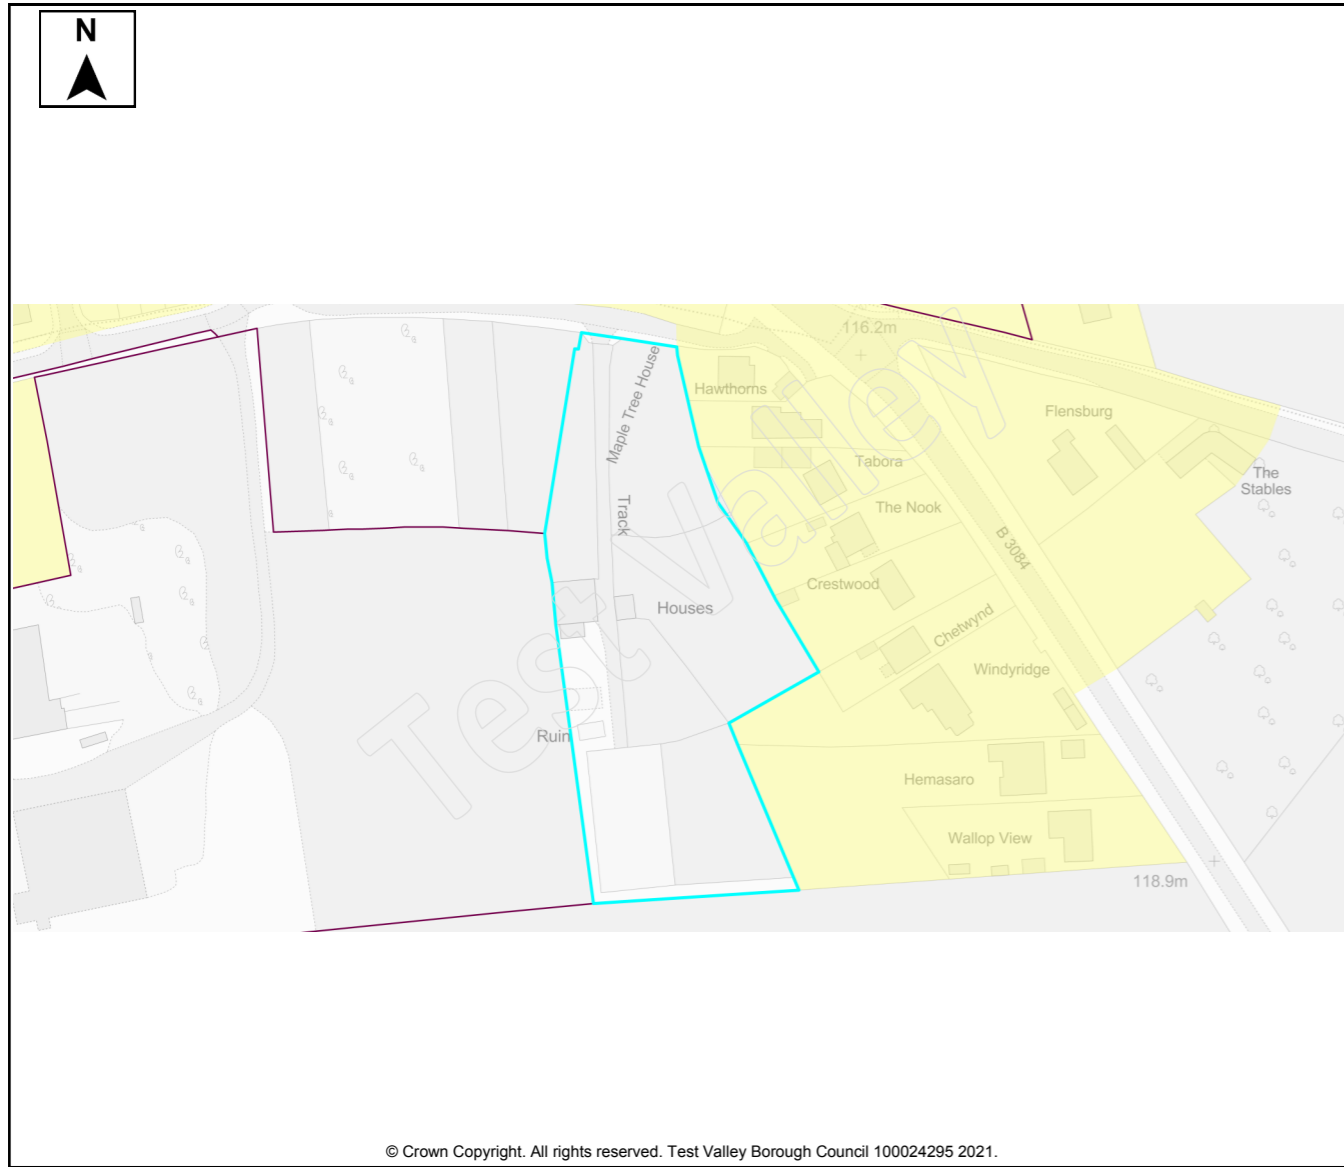 N
116.2m
Hawthorns
Flensburg
Maple Tree House
Tabora
The
Stables
Track
The Nook
B 3084
Crestwood
Houses
Chetwynd
Windyridge
Ruin
Hemasaro
Wallop View
118.9m
Test Valley
© Crown Copyright. All rights reserved. Test Valley Borough Council 100024295 2021.